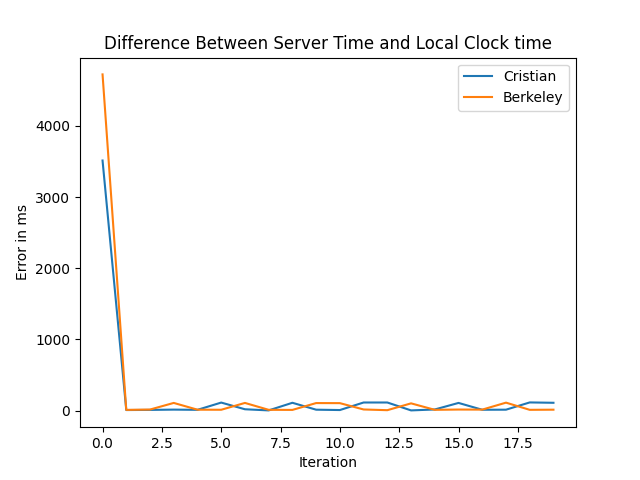 Difference Between Server Time and Local Clock time
Cristian
Berkeley
4000
3000
2000
1000
0
Error in ms
0.0 2.5 5.0 7.5 10.0 12.5 15.0 17.5
Iteration